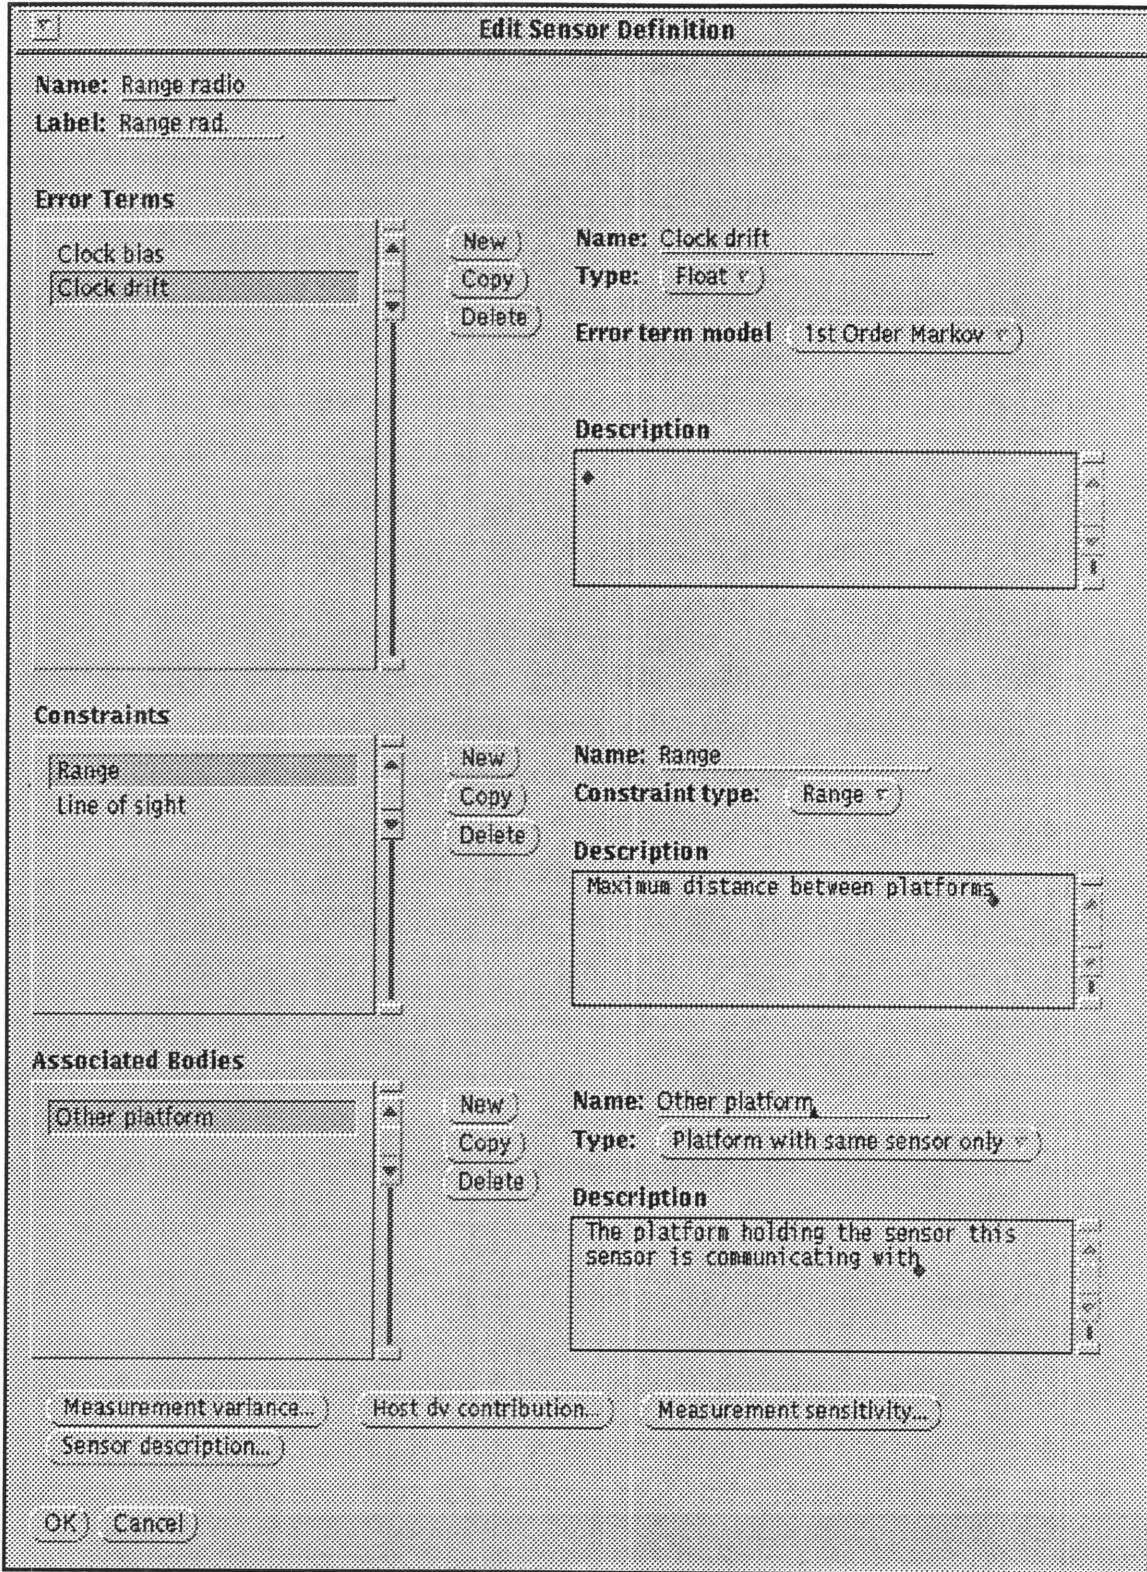 Edit Sensor Definition
Name: Range radio
Label: Range rad.
Error Terms
Clock bias
Clock drift
New
Copy
Delete
Name: Clock drift
Type: Float
Error term model 1st Order Markov
Description
Constraints
Range
Line of sight
New
Copy
Delete
Name: Range
Constraint type: Range
Description
Maximum distance between platforms
Associated Bodies
Other platform
New
Copy
Delete
Name: Other platform
Type: Platform with same sensor only
Description
The platform holding the sensor this
sensor is communicating with
Measurement variance... Host dv contribution... Measurement sensitivity...
Sensor description...
OK Cancel